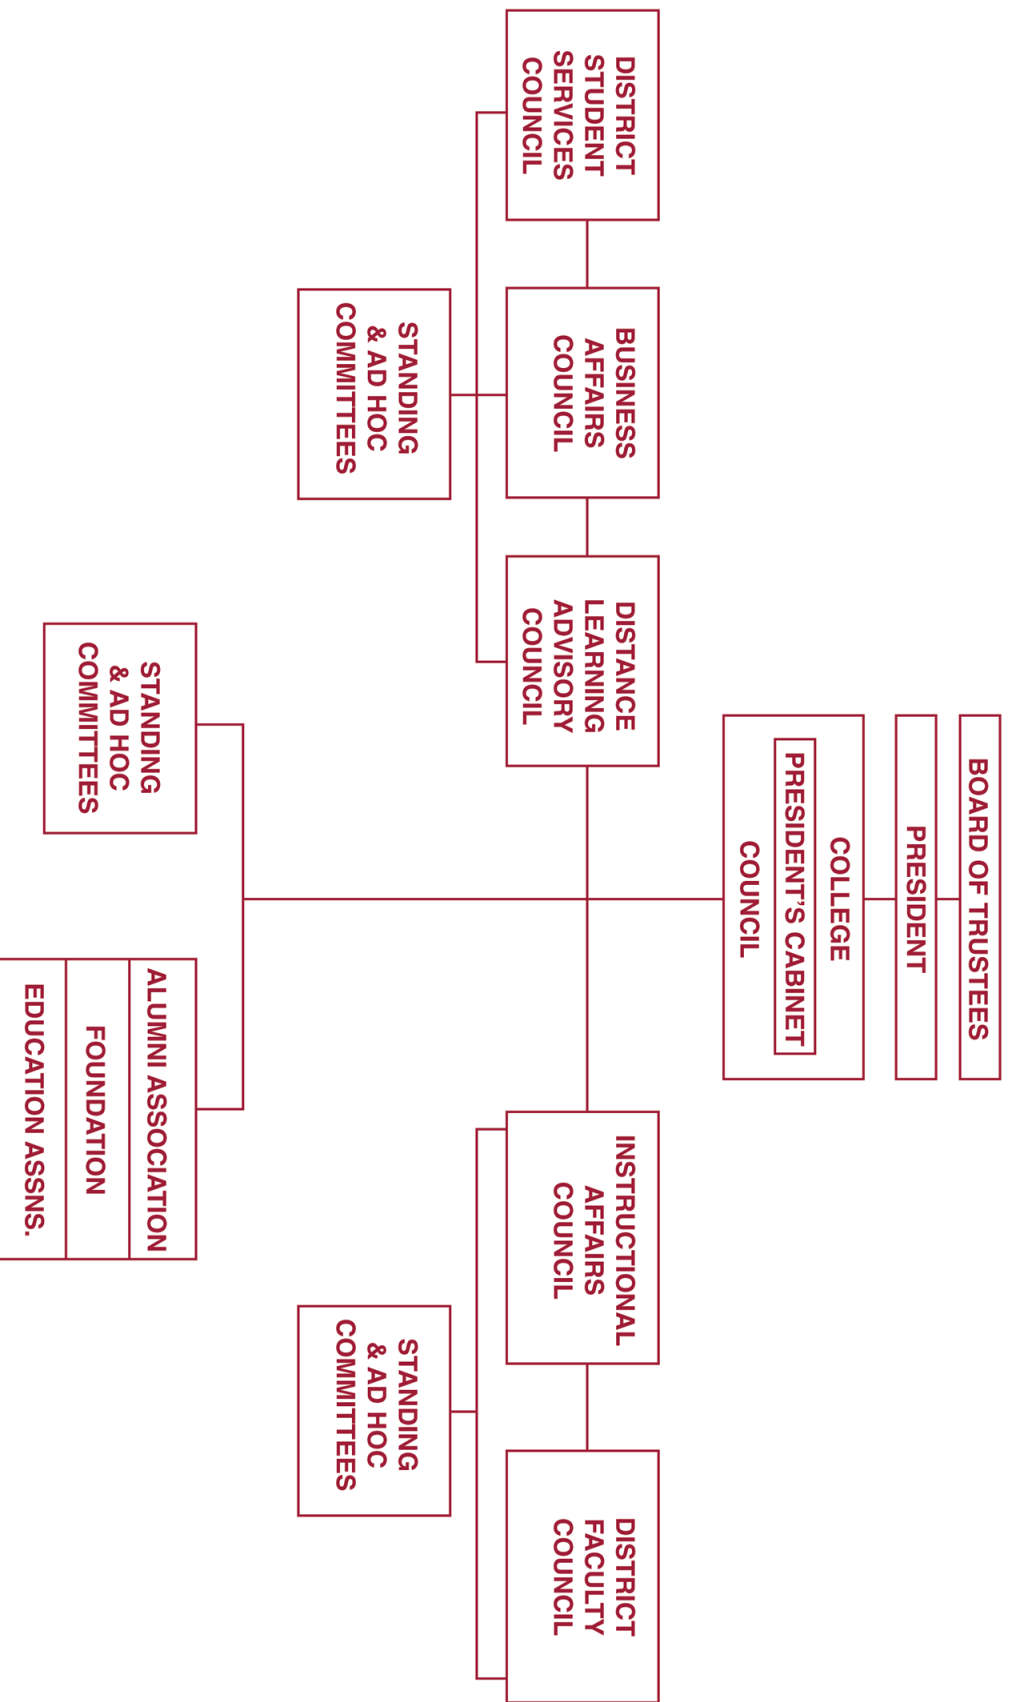 BOARD OF TRUSTEES
PRESIDENT
COLLEGE
PRESIDENT'S CABINET
COUNCIL
DISTRICT
STUDENT
SERVICES
COUNCIL
BUSINESS
AFFAIRS
COUNCIL
DISTANCE
LEARNING
ADVISORY
COUNCIL
INSTRUCTIONAL
AFFAIRS
COUNCIL
DISTRICT
FACULTY
COUNCIL
STANDING
& AD HOC
COMMITTEES
STANDING
& AD HOC
COMMITTEES
STANDING
& AD HOC
COMMITTEES
ALUMNI ASSOCIATION
FOUNDATION
EDUCATION ASSNS.